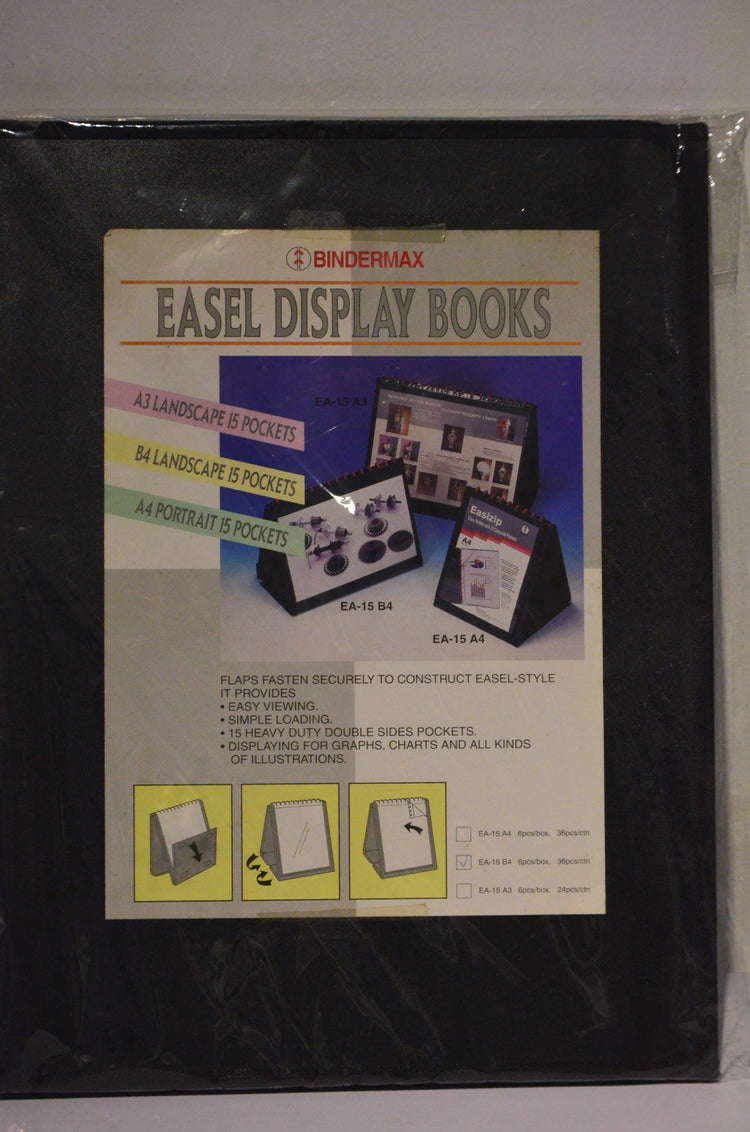 BINDERMAX
EASEL DISPLAY BOOKS
A3 LANDSCAPE 15 POCKETS
B4 LANDSCAPE 15 POCKETS
A4 PORTRAIT 15 POCKETS
EA-15 A3
Easizip
A4
EA-15 B4
EA-15 A4
FLAPS FASTEN SECURELY TO CONSTRUCT EASEL-STYLE
IT PROVIDES
• EASY VIEWING.
• SIMPLE LOADING.
• 15 HEAVY DUTY DOUBLE SIDES POCKETS.
• DISPLAYING FOR GRAPHS, CHARTS AND ALL KINDS
OF ILLUSTRATIONS.
EA-15 A4 6pcs/box, 36pcs/ctn
EA-15 B4 6pcs/box, 36pcs/ctn
EA-15 A3 6pcs/box, 24pcs/ctn